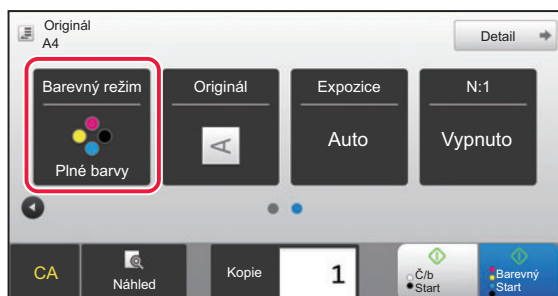 Originál
A4
Detail
Barevný režim
Plné barvy
Originál
A
Expozice
Auto
N:1
Vypnuto
CA
Náhled
Kopie
1
Č/b
Start
Barevný
Start